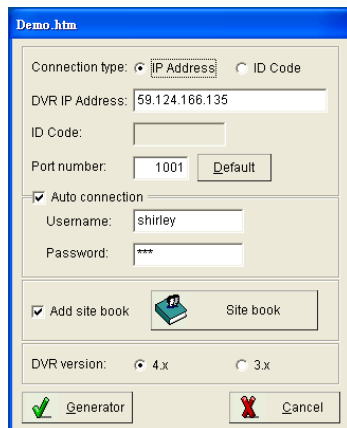 Demo.htm
Connection type: IP Address ID Code
DVR IP Address: 59.124.166.135
ID Code:
Port number: 1001 Default
Auto connection
Username: shirley
Password: ***
Add site book Site book
DVR version: 4.x 3.x
Generator Cancel